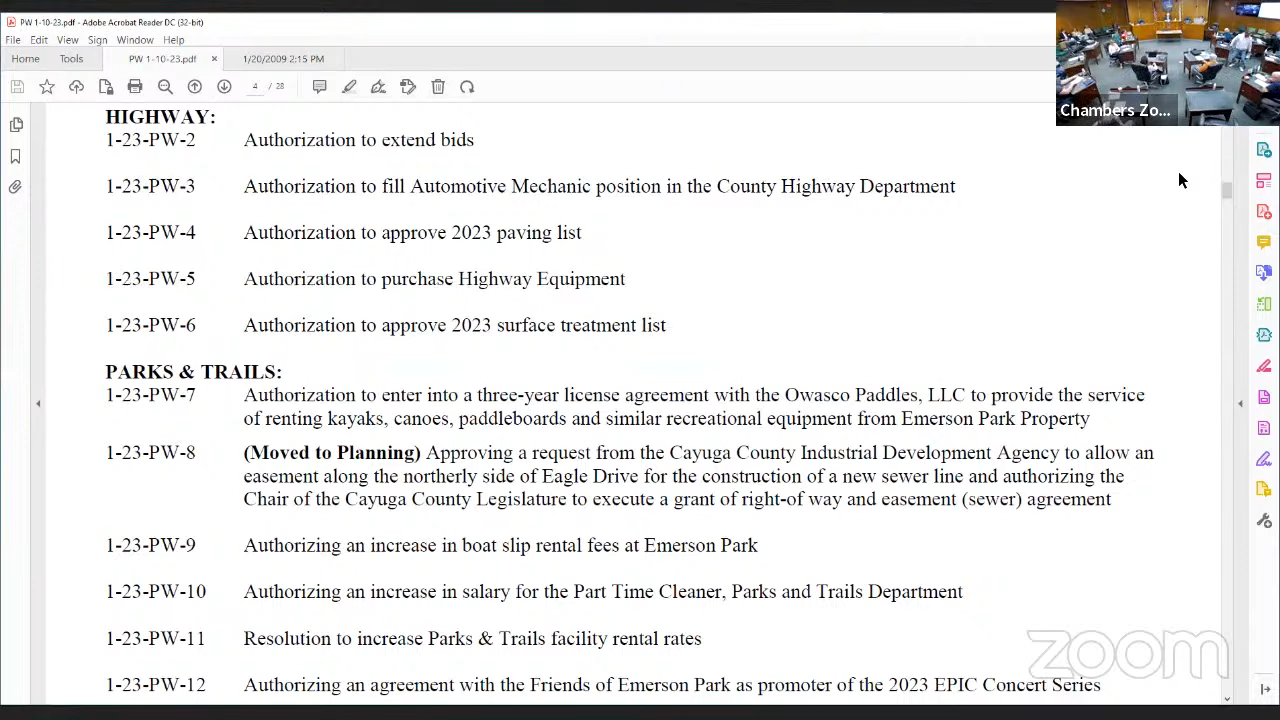 PW 1-10-23.pdf - Adobe Acrobat Reader DC (32-bit)
File Edit View Sign Window Help
Home Tools PW 1-10-23.pdf × 1/20/2009 2:15 PM
4 / 28
Chambers Zo...
HIGHWAY:
1-23-PW-2 Authorization to extend bids
1-23-PW-3 Authorization to fill Automotive Mechanic position in the County Highway Department
1-23-PW-4 Authorization to approve 2023 paving list
1-23-PW-5 Authorization to purchase Highway Equipment
1-23-PW-6 Authorization to approve 2023 surface treatment list
PARKS & TRAILS:
1-23-PW-7 Authorization to enter into a three-year license agreement with the Owasco Paddles, LLC to provide the service
of renting kayaks, canoes, paddleboards and similar recreational equipment from Emerson Park Property
1-23-PW-8 (Moved to Planning) Approving a request from the Cayuga County Industrial Development Agency to allow an
easement along the northerly side of Eagle Drive for the construction of a new sewer line and authorizing the
Chair of the Cayuga County Legislature to execute a grant of right-of way and easement (sewer) agreement
1-23-PW-9 Authorizing an increase in boat slip rental fees at Emerson Park
1-23-PW-10 Authorizing an increase in salary for the Part Time Cleaner, Parks and Trails Department
1-23-PW-11 Resolution to increase Parks & Trails facility rental rates
1-23-PW-12 Authorizing an agreement with the Friends of Emerson Park as promoter of the 2023 EPIC Concert Series
zoom